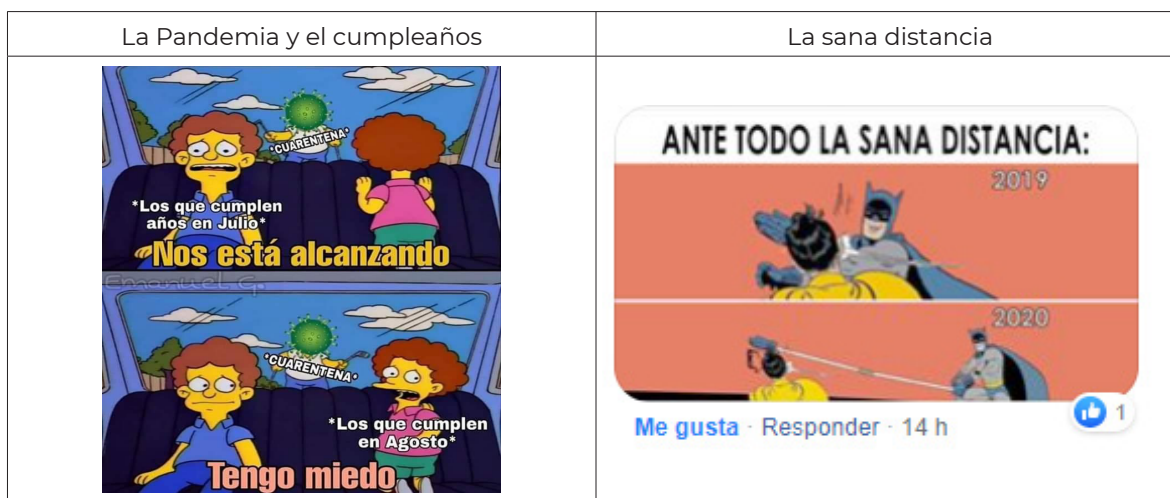 La Pandemia y el cumpleaños
*CUARENTENA*
*Los que cumplen
años en Julio*
Nos está alcanzando
Emanuel G.
*CUARENTENA*
*Los que cumplen
en Agosto*
Tengo miedo
La sana distancia
ANTE TODO LA SANA DISTANCIA:
2019
2020
Me gusta · Responder · 14 h
1